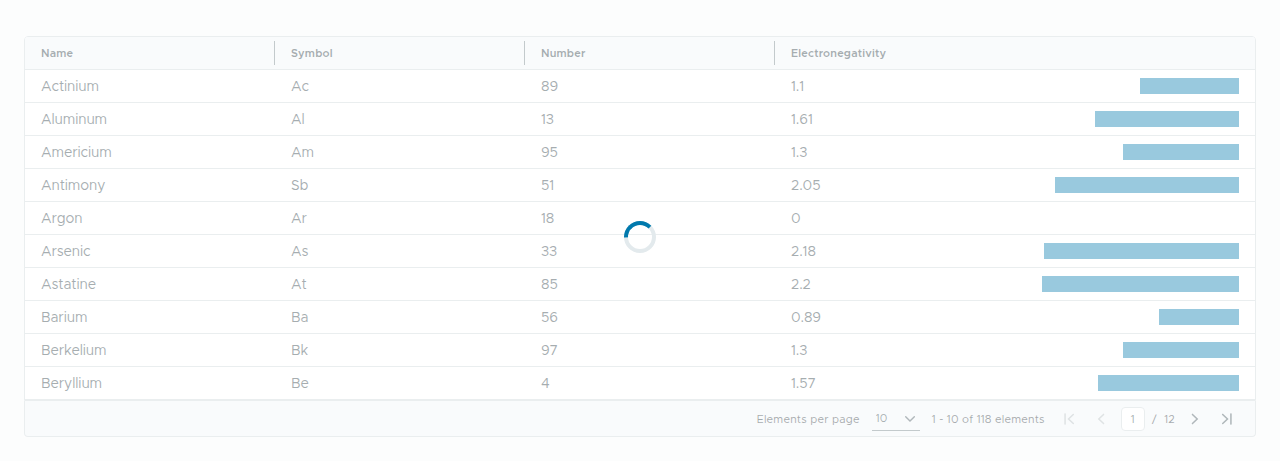 Name Symbol Number Electronegativity
Actinium Ac 89 1.1
Aluminum Al 13 1.61
Americium Am 95 1.3
Antimony Sb 51 2.05
Argon Ar 18 0
Arsenic As 33 2.18
Astatine At 85 2.2
Barium Ba 56 0.89
Berkelium Bk 97 1.3
Beryllium Be 4 1.57
Elements per page 10 1 - 10 of 118 elements 1 / 12